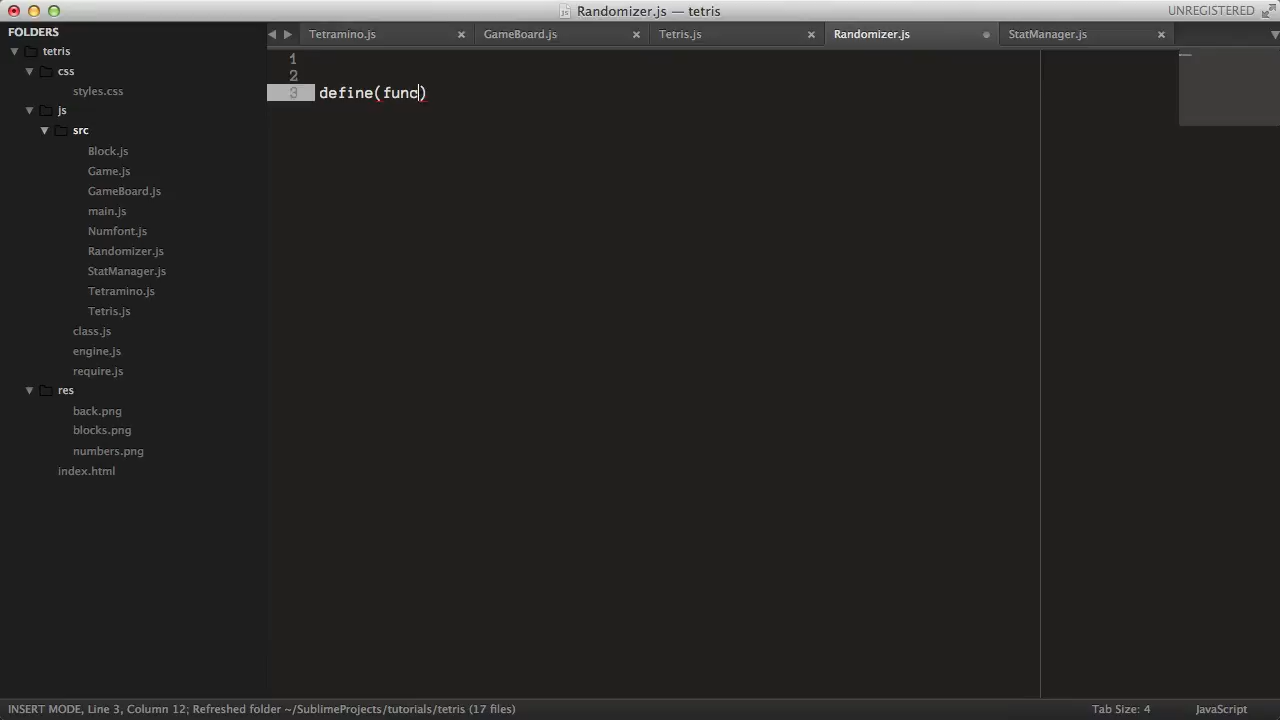 Randomizer.js — tetris
UNREGISTERED
FOLDERS
tetris
css
styles.css
js
src
Block.js
Game.js
GameBoard.js
main.js
Numfont.js
Randomizer.js
StatManager.js
Tetramino.js
Tetris.js
class.js
engine.js
require.js
res
back.png
blocks.png
numbers.png
index.html
Tetramino.js
GameBoard.js
Tetris.js
Randomizer.js
StatManager.js
1
2
3 define(func)
INSERT MODE, Line 3, Column 12; Refreshed folder ~/SublimeProjects/tutorials/tetris (17 files)
Tab Size: 4
JavaScript